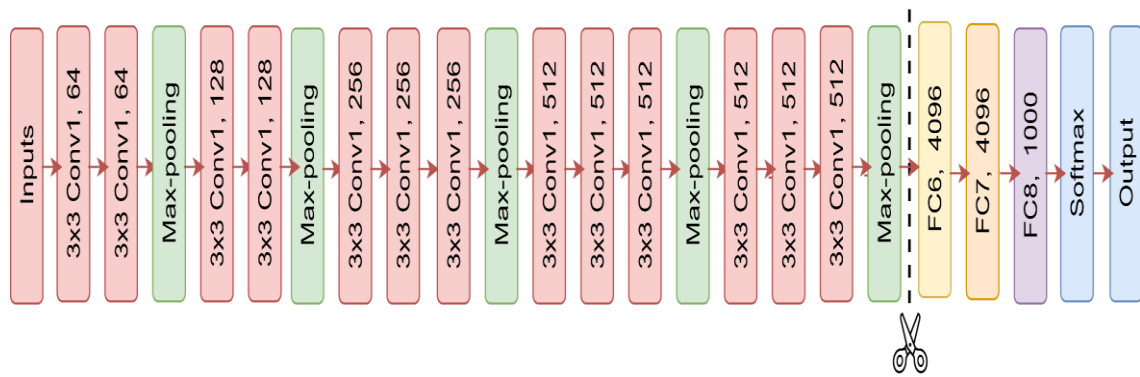 Inputs
3x3 Conv1, 64
3x3 Conv1, 64
Max-pooling
3x3 Conv1, 128
3x3 Conv1, 128
Max-pooling
3x3 Conv1, 256
3x3 Conv1, 256
3x3 Conv1, 256
Max-pooling
3x3 Conv1, 512
3x3 Conv1, 512
3x3 Conv1, 512
Max-pooling
3x3 Conv1, 512
3x3 Conv1, 512
3x3 Conv1, 512
Max-pooling
FC6, 4096
FC7, 4096
FC8, 1000
Softmax
Output